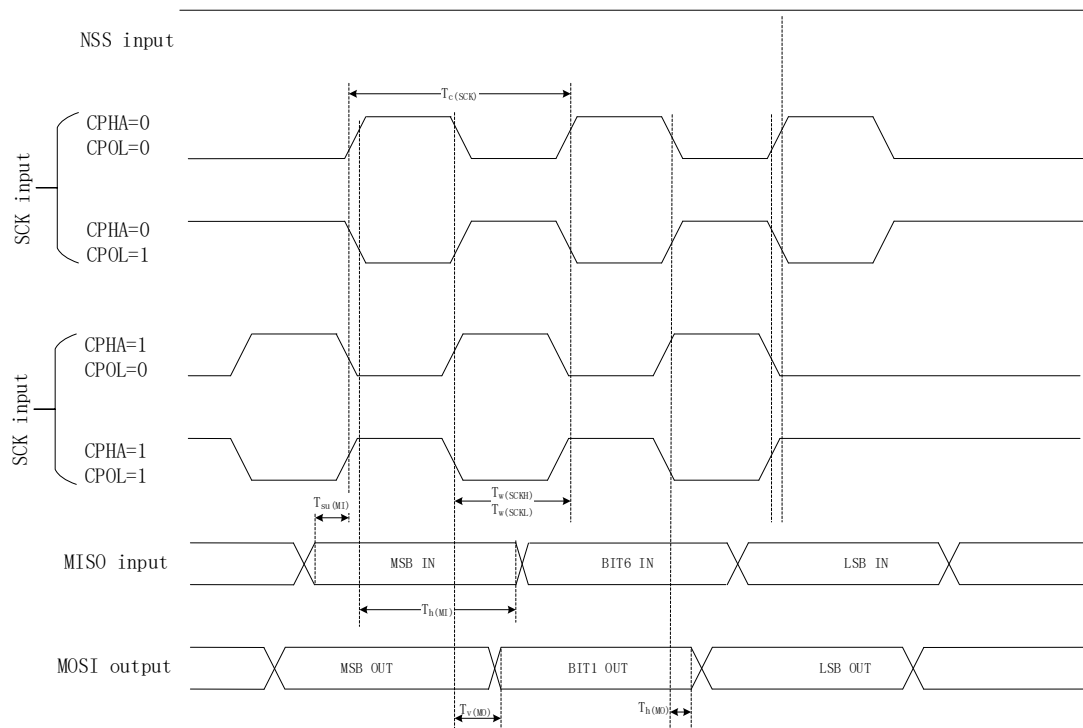 NSS input
Tc(SCK)
SCK input
CPHA=0
CPOL=0
CPHA=0
CPOL=1
SCK input
CPHA=1
CPOL=0
CPHA=1
CPOL=1
Tw(SCKH)
Tw(SCKL)
Tsu(MI)
MISO input
MSB IN
BIT6 IN
LSB IN
Th(MI)
MOSI output
MSB OUT
BIT1 OUT
LSB OUT
Tv(MO)
Th(MO)